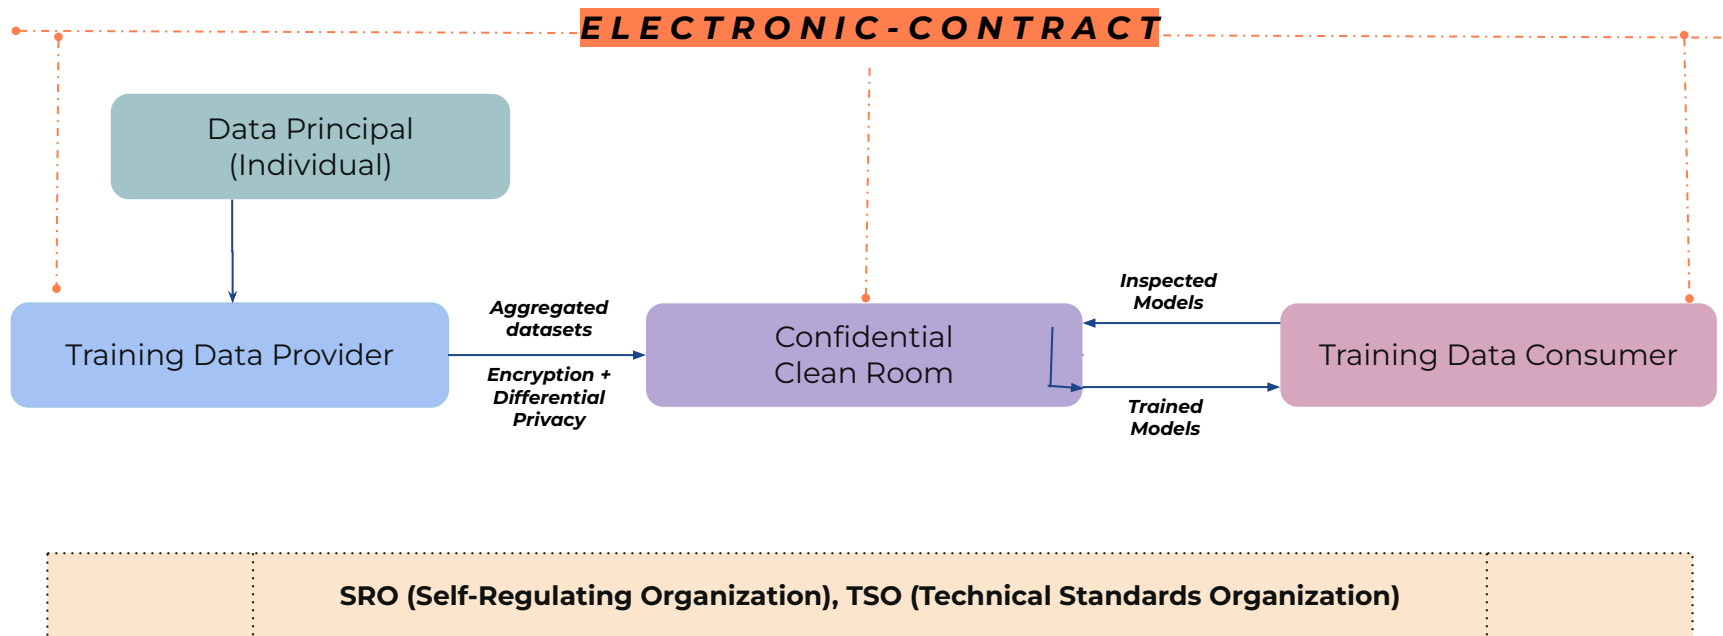 ELECTRONIC-CONTRACT
Data Principal
(Individual)
Training Data Provider
Aggregated
datasets
Encryption +
Differential
Privacy
Confidential
Clean Room
Inspected
Models
Trained
Models
Training Data Consumer
SRO (Self-Regulating Organization), TSO (Technical Standards Organization)